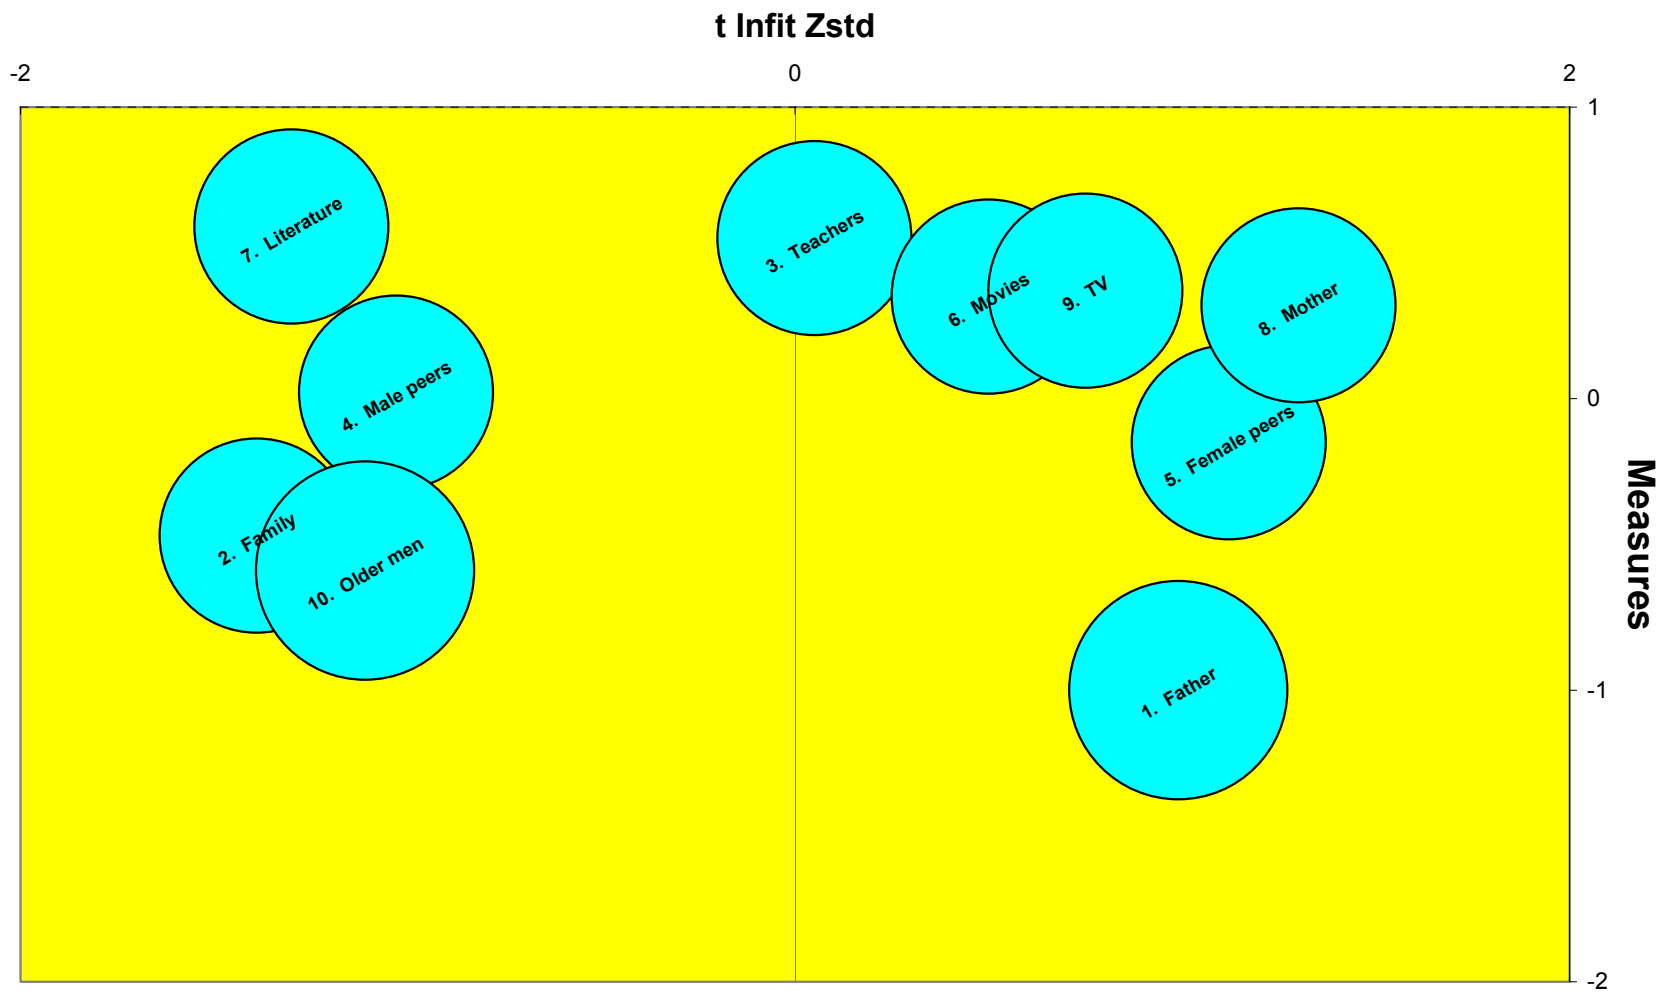 t Infit Zstd
-2 0 2
1
7. Literature
3. Teachers
6. Movies
9. TV
8. Mother
4. Male peers
0
5. Female peers
Measures
2. Family
10. Older men
1. Father
-1
-2